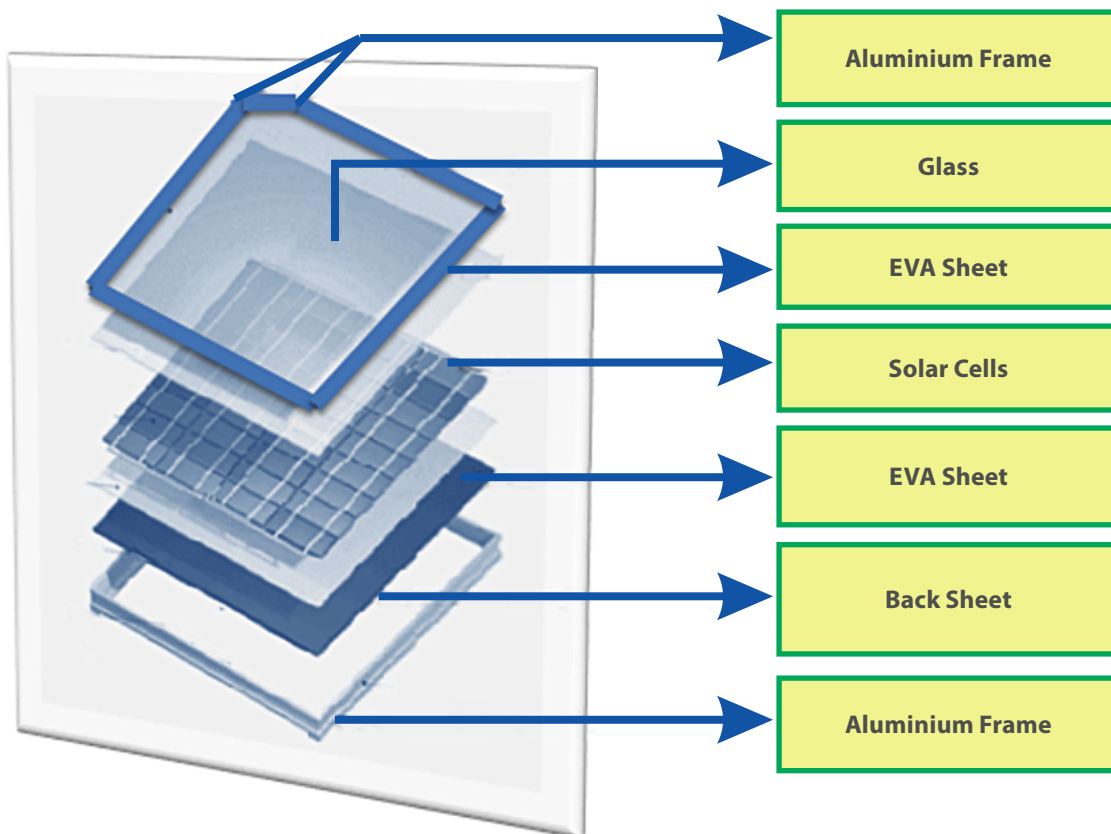 Aluminium Frame
Glass
EVA Sheet
Solar Cells
EVA Sheet
Back Sheet
Aluminium Frame